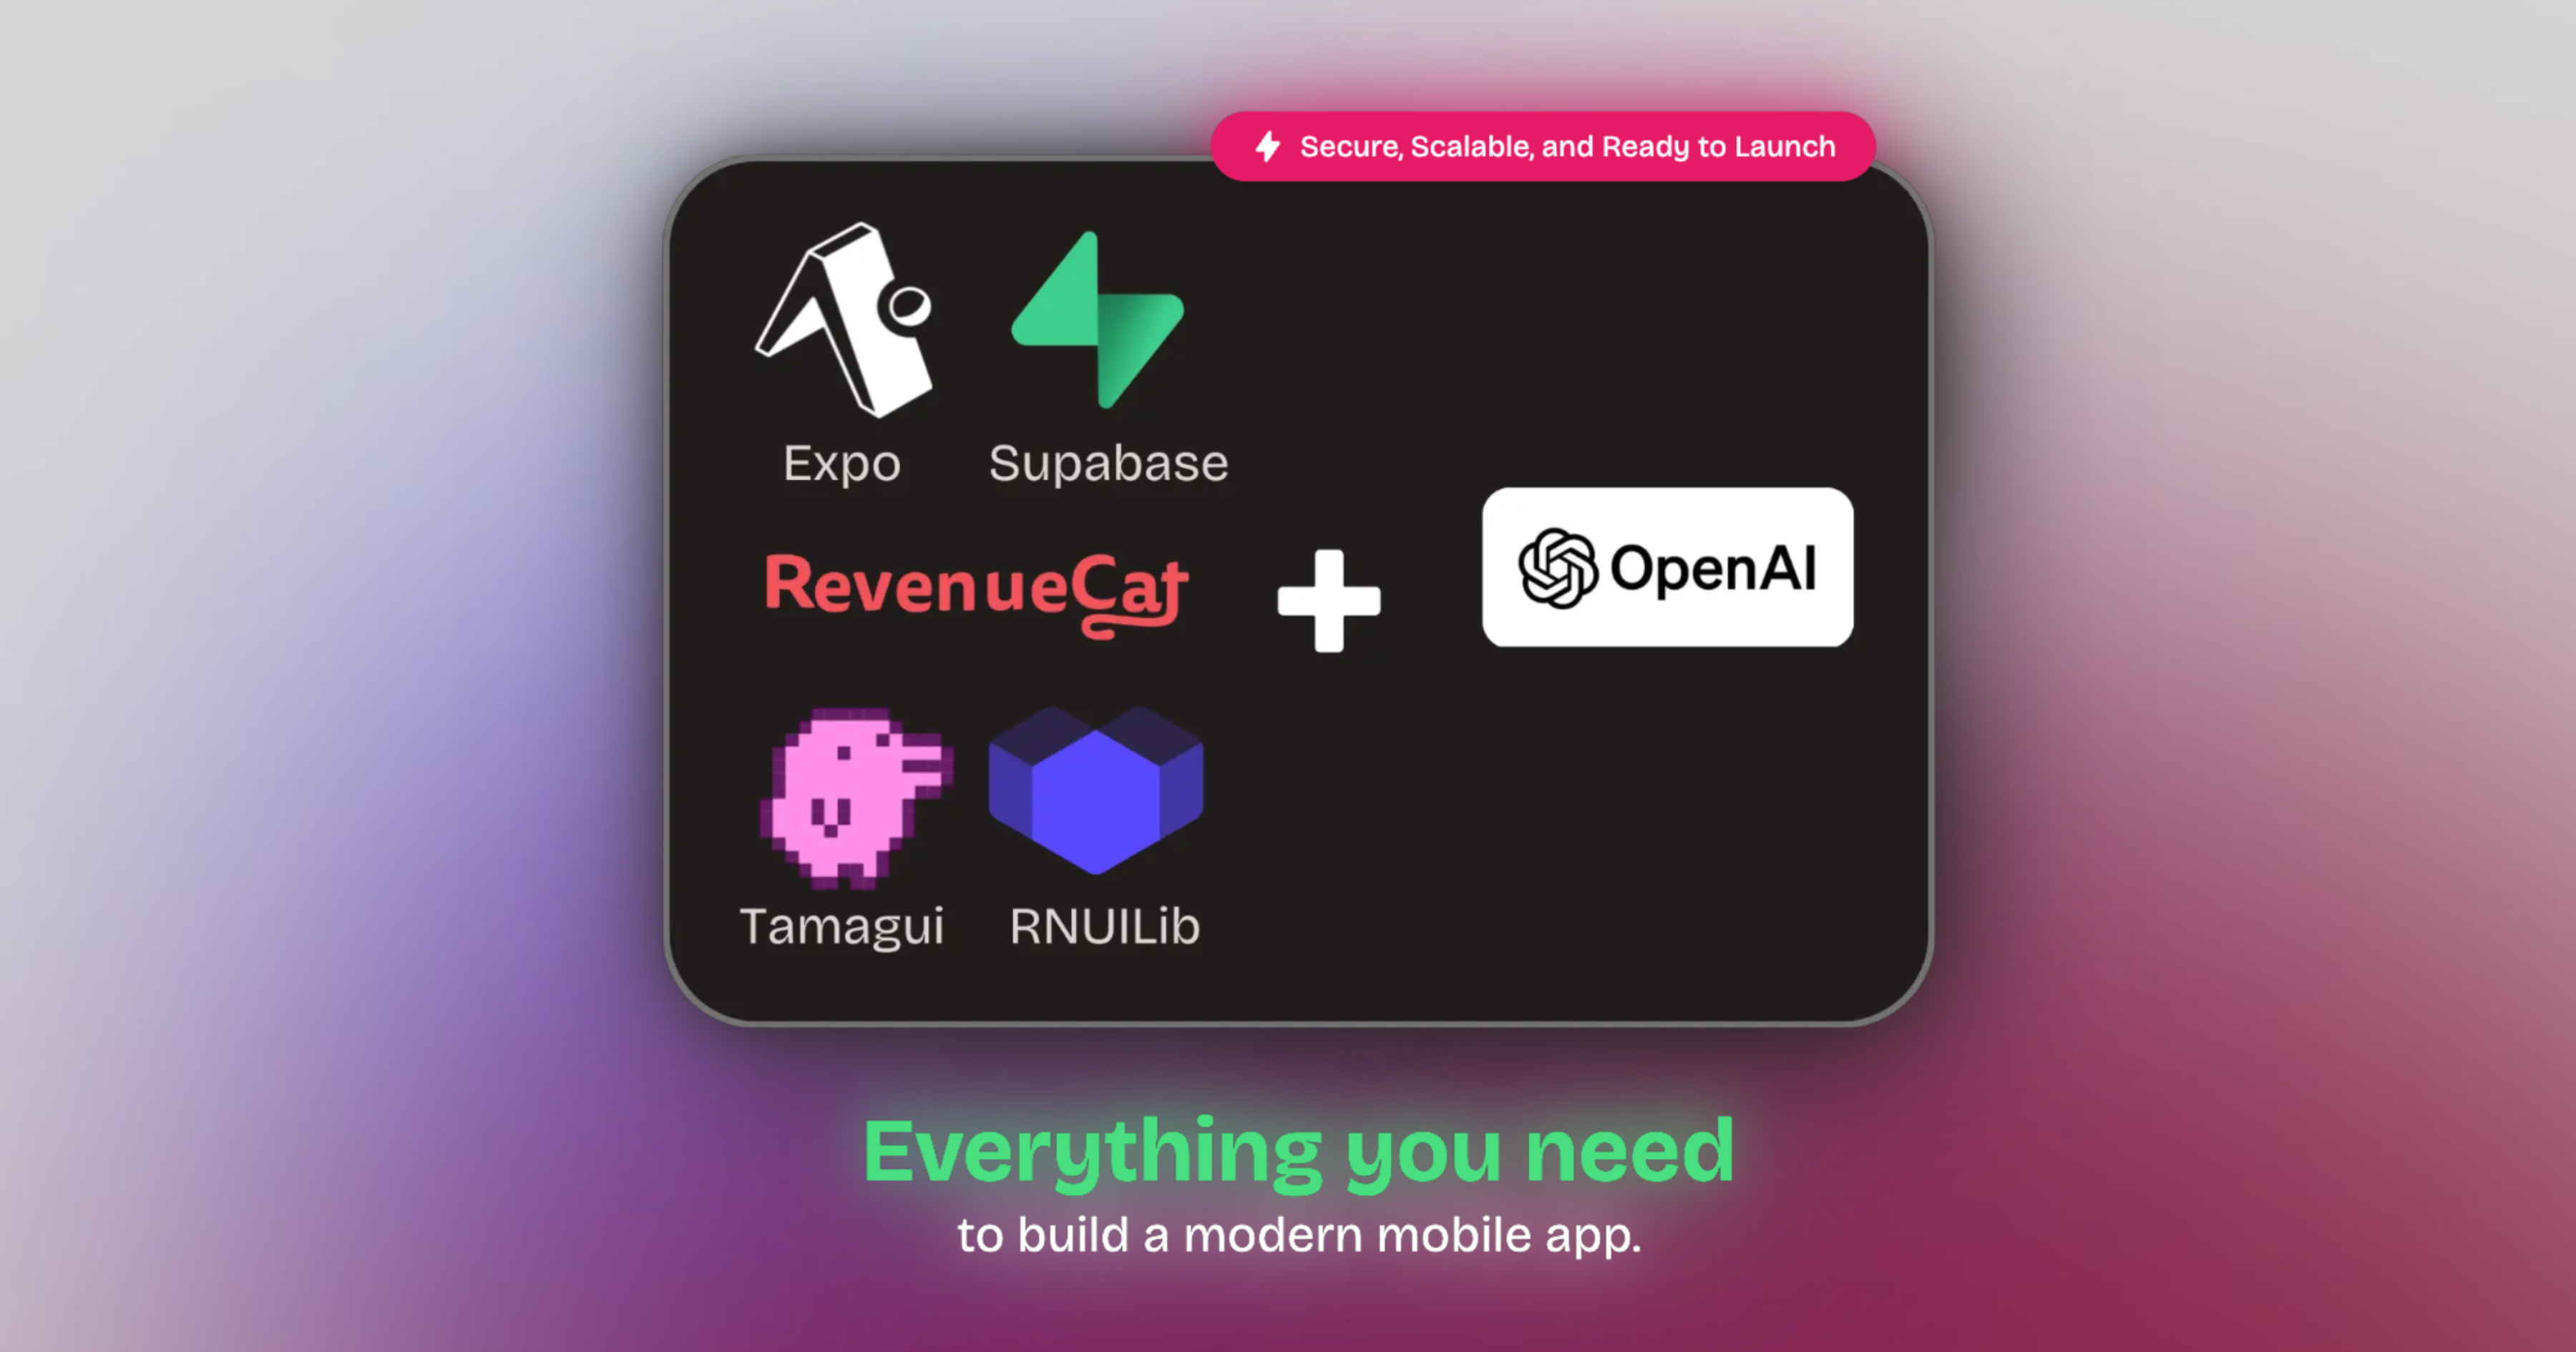 Secure, Scalable, and Ready to Launch
Expo
Supabase
RevenueCat
OpenAI
Tamagui
RNUILib
Everything you need
to build a modern mobile app.